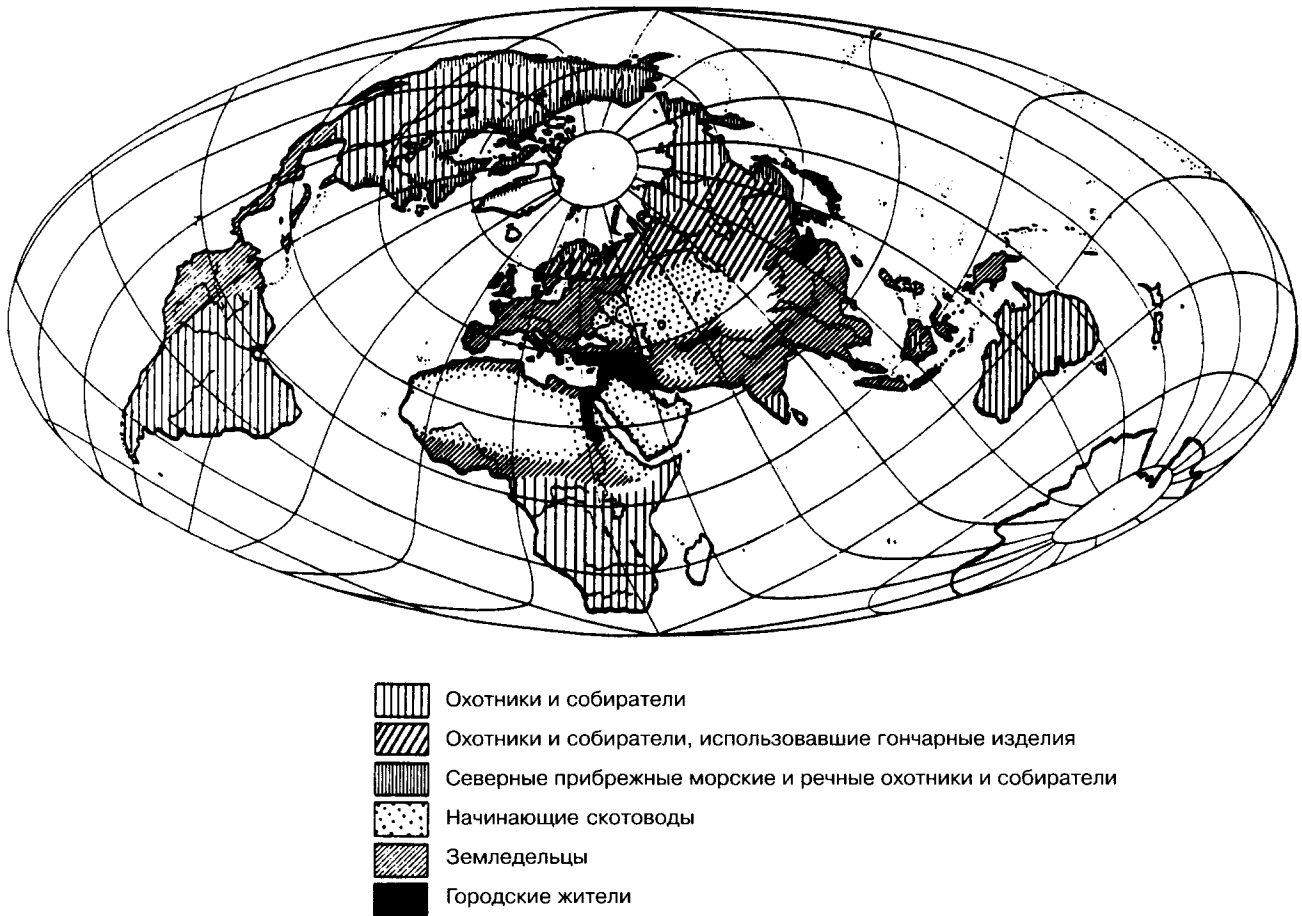 Охотники и собиратели
Охотники и собиратели, использовавшие гончарные изделия
Северные прибрежные морские и речные охотники и собиратели
Начинающие скотоводы
Земледельцы
Городские жители